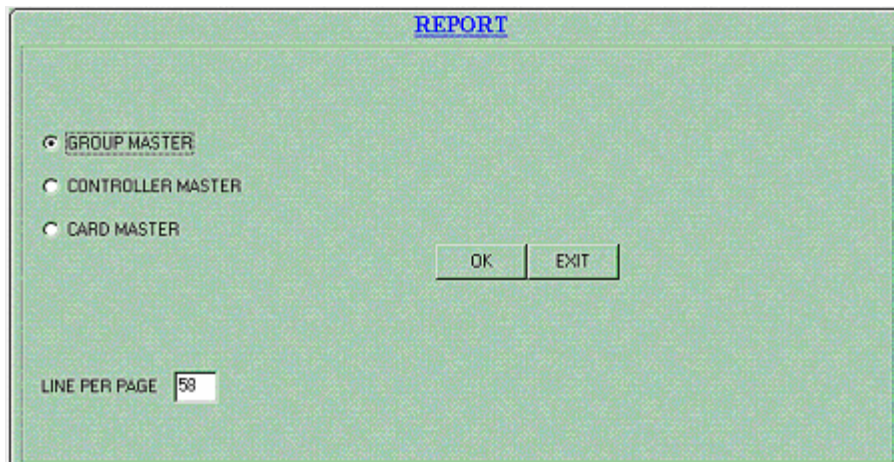 REPORT
GROUP MASTER
CONTROLLER MASTER
CARD MASTER
OK EXIT
LINE PER PAGE 58